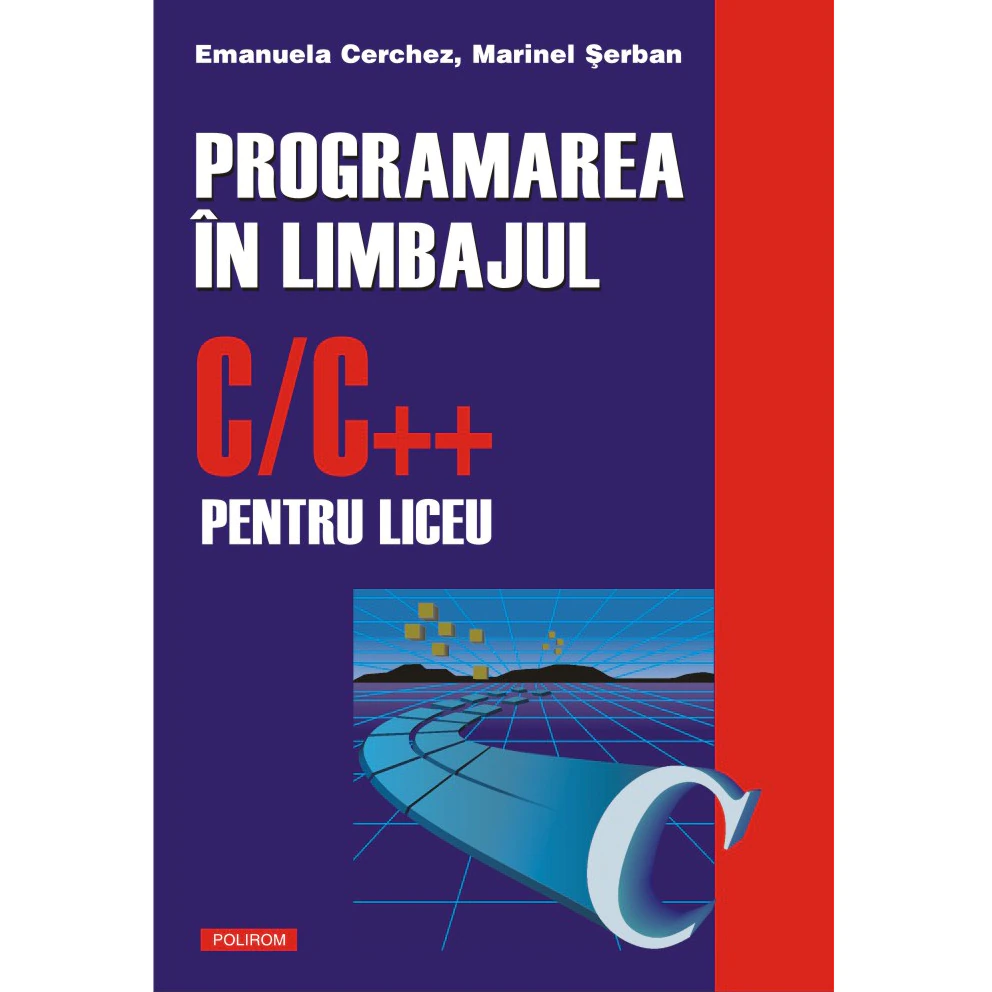 Emanuela Cerchez, Marinel Şerban
PROGRAMAREA
ÎN LIMBAJUL
C/C++
PENTRU LICEU
C
POLIROM